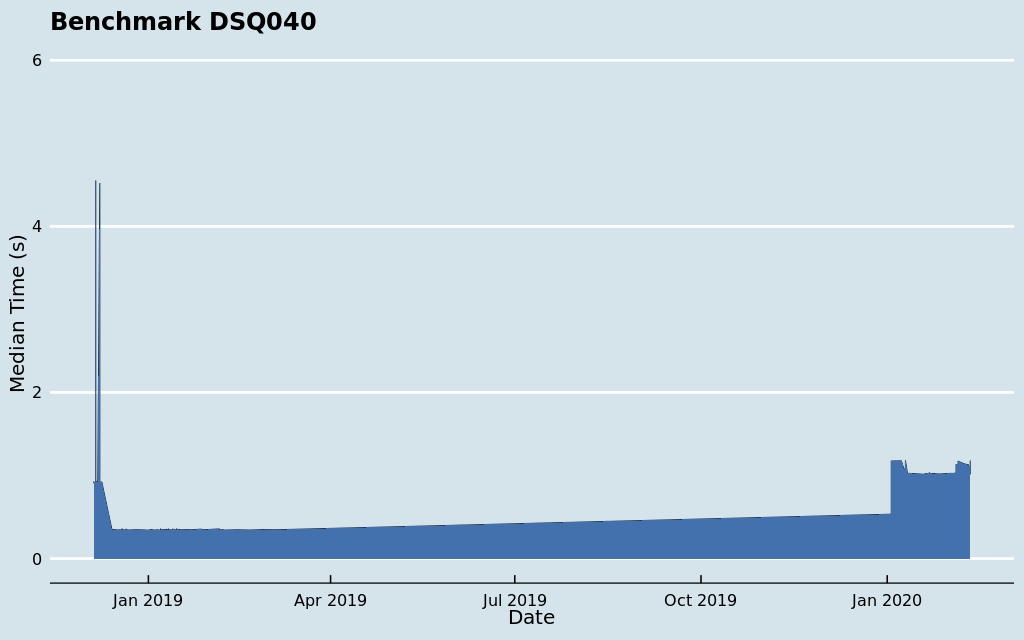 Benchmark DSQ040
6
4
2
0
Median Time (s)
Jan 2019
Apr 2019
Jul 2019
Oct 2019
Jan 2020
Date